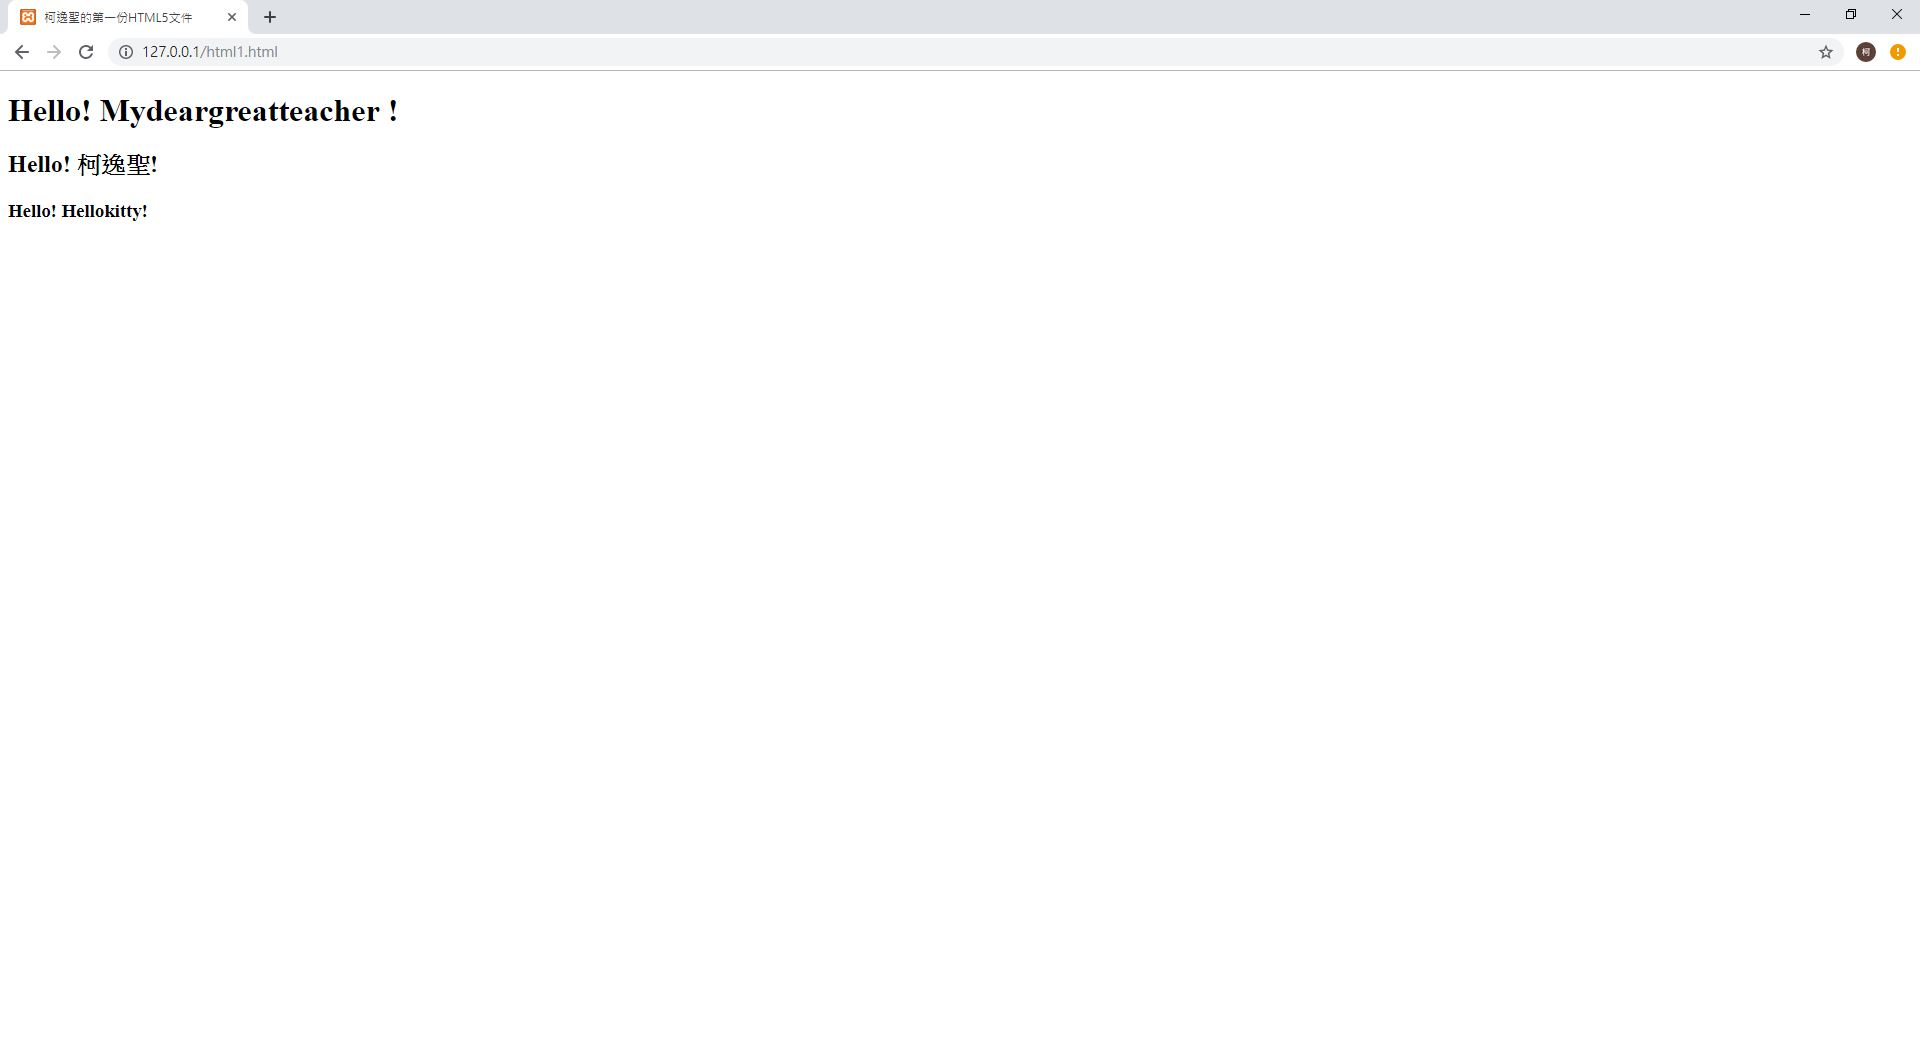 柯逸聖的第一份HTML5文件
127.0.0.1/html1.html
柯
Hello! Mydeargreatteacher !
Hello! 柯逸聖!
Hello! Hellokitty!